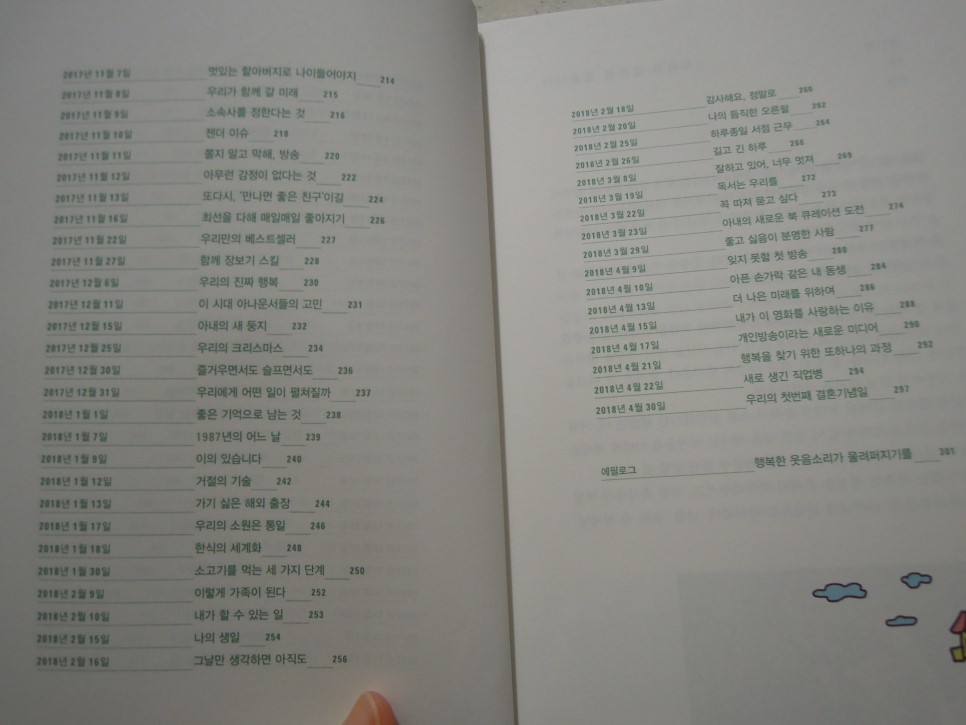 2017년 11월 7일 멋있는 할아버지로 나이들어야지 214
2017년 11월 8일 우리가 함께 갈 미래 215
2017년 11월 9일 소속사를 정한다는 것 216
2017년 11월 10일 젠더 이슈 218
2017년 11월 11일 쫄지 말고 막해, 방송 220
2017년 11월 12일 아무런 감정이 없다는 것 222
2017년 11월 13일 또다시, '만나면 좋은 친구'이길 224
2017년 11월 16일 최선을 다해 매일매일 좋아지기 226
2017년 11월 22일 우리만의 베스트셀러 227
2017년 11월 27일 함께 장보기 스킬 228
2017년 12월 6일 우리의 진짜 행복 230
2017년 12월 11일 이 시대 아나운서들의 고민 231
2017년 12월 15일 아내의 새 둥지 232
2017년 12월 25일 우리의 크리스마스 234
2017년 12월 30일 즐거우면서도 슬프면서도 236
2017년 12월 31일 우리에게 어떤 일이 펼쳐질까 237
2018년 1월 1일 좋은 기억으로 남는 것 238
2018년 1월 7일 1987년의 어느 날 239
2018년 1월 9일 이의 있습니다 240
2018년 1월 12일 거절의 기술 242
2018년 1월 13일 가기 싫은 해외 출장 244
2018년 1월 17일 우리의 소원은 통일 246
2018년 1월 18일 한식의 세계화 248
2018년 1월 30일 소고기를 먹는 세 가지 단계 250
2018년 2월 9일 이렇게 가족이 된다 252
2018년 2월 10일 내가 할 수 있는 일 253
2018년 2월 15일 나의 생일 254
2018년 2월 16일 그날만 생각하면 아직도 256
2018년 2월 18일 감사해요, 정말로 260
2018년 2월 20일 나의 듬직한 오른팔 262
2018년 2월 25일 하루종일 서점 근무 264
2018년 2월 26일 길고 긴 하루 266
2018년 3월 8일 잘하고 있어, 너무 멋져 269
2018년 3월 19일 독서는 우리를 272
2018년 3월 22일 꼭 따져 묻고 싶다 273
2018년 3월 23일 아내의 새로운 북 큐레이션 도전 274
2018년 3월 29일 좋고 싫음이 분명한 사람 277
2018년 4월 9일 잊지 못할 첫 방송 280
2018년 4월 10일 아픈 손가락 같은 내 동생 284
2018년 4월 13일 더 나은 미래를 위하여 286
2018년 4월 15일 내가 이 영화를 사랑하는 이유 288
2018년 4월 17일 개인방송이라는 새로운 미디어 290
2018년 4월 21일 행복을 찾기 위한 또하나의 과정 292
2018년 4월 22일 새로 생긴 직업병 294
2018년 4월 30일 우리의 첫번째 결혼기념일 297
에필로그 행복한 웃음소리가 울려퍼지기를 301